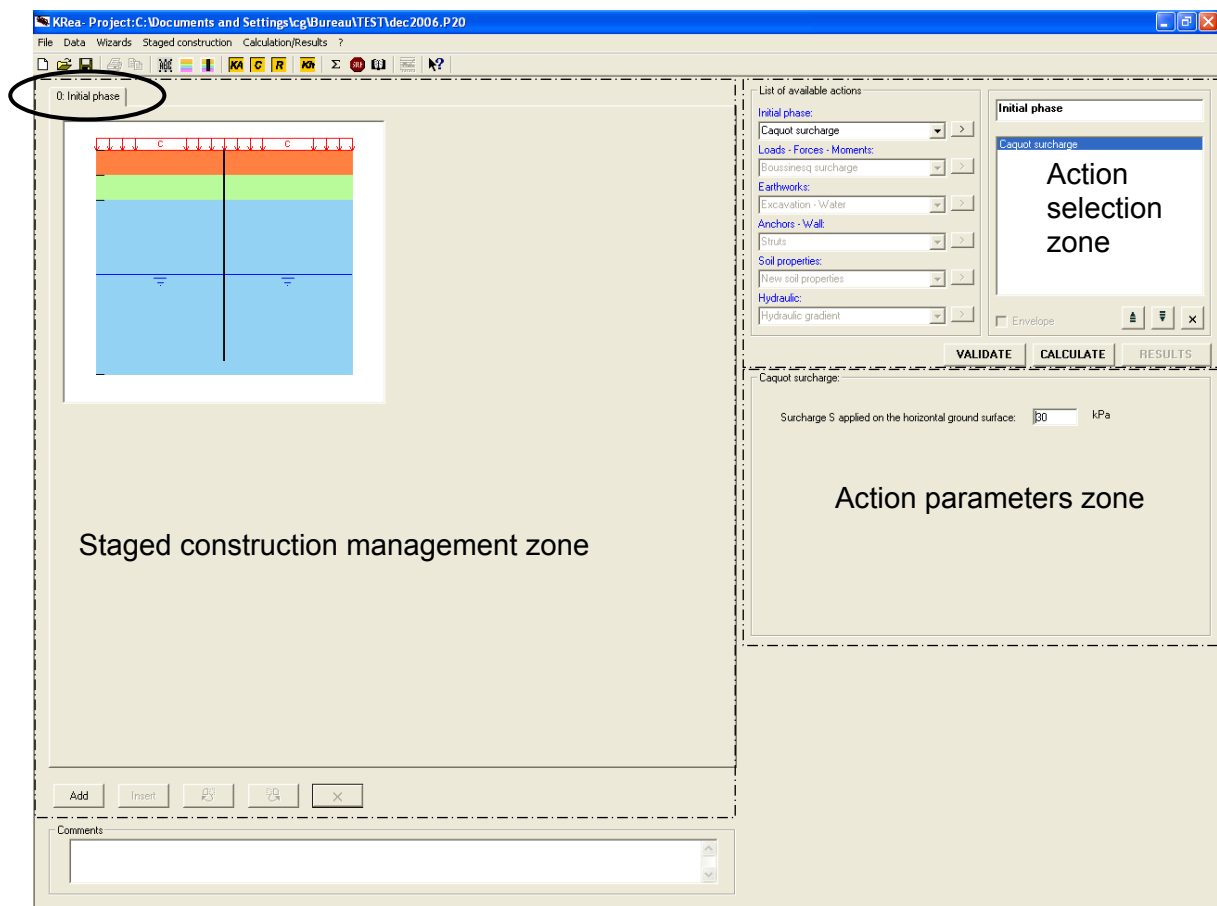 KRea- Project:C:\Documents and Settings\cg\Bureau\TEST\dec2006.P20
File Data Wizards Staged construction Calculation/Results ?
KA C R Kh Σ STOP
0: Initial phase
C C
Staged construction management zone
Add Insert
Comments
List of available actions
Initial phase:
Caquot surcharge >
Loads - Forces - Moments:
Boussinesq surcharge >
Earthworks:
Excavation - Water >
Anchors - Wall:
Struts >
Soil properties:
New soil properties >
Hydraulic:
Hydraulic gradient >
Initial phase
Caquot surcharge
Action
selection
zone
Envelope
VALIDATE CALCULATE RESULTS
Caquot surcharge:
Surcharge S applied on the horizontal ground surface: 30 kPa
Action parameters zone